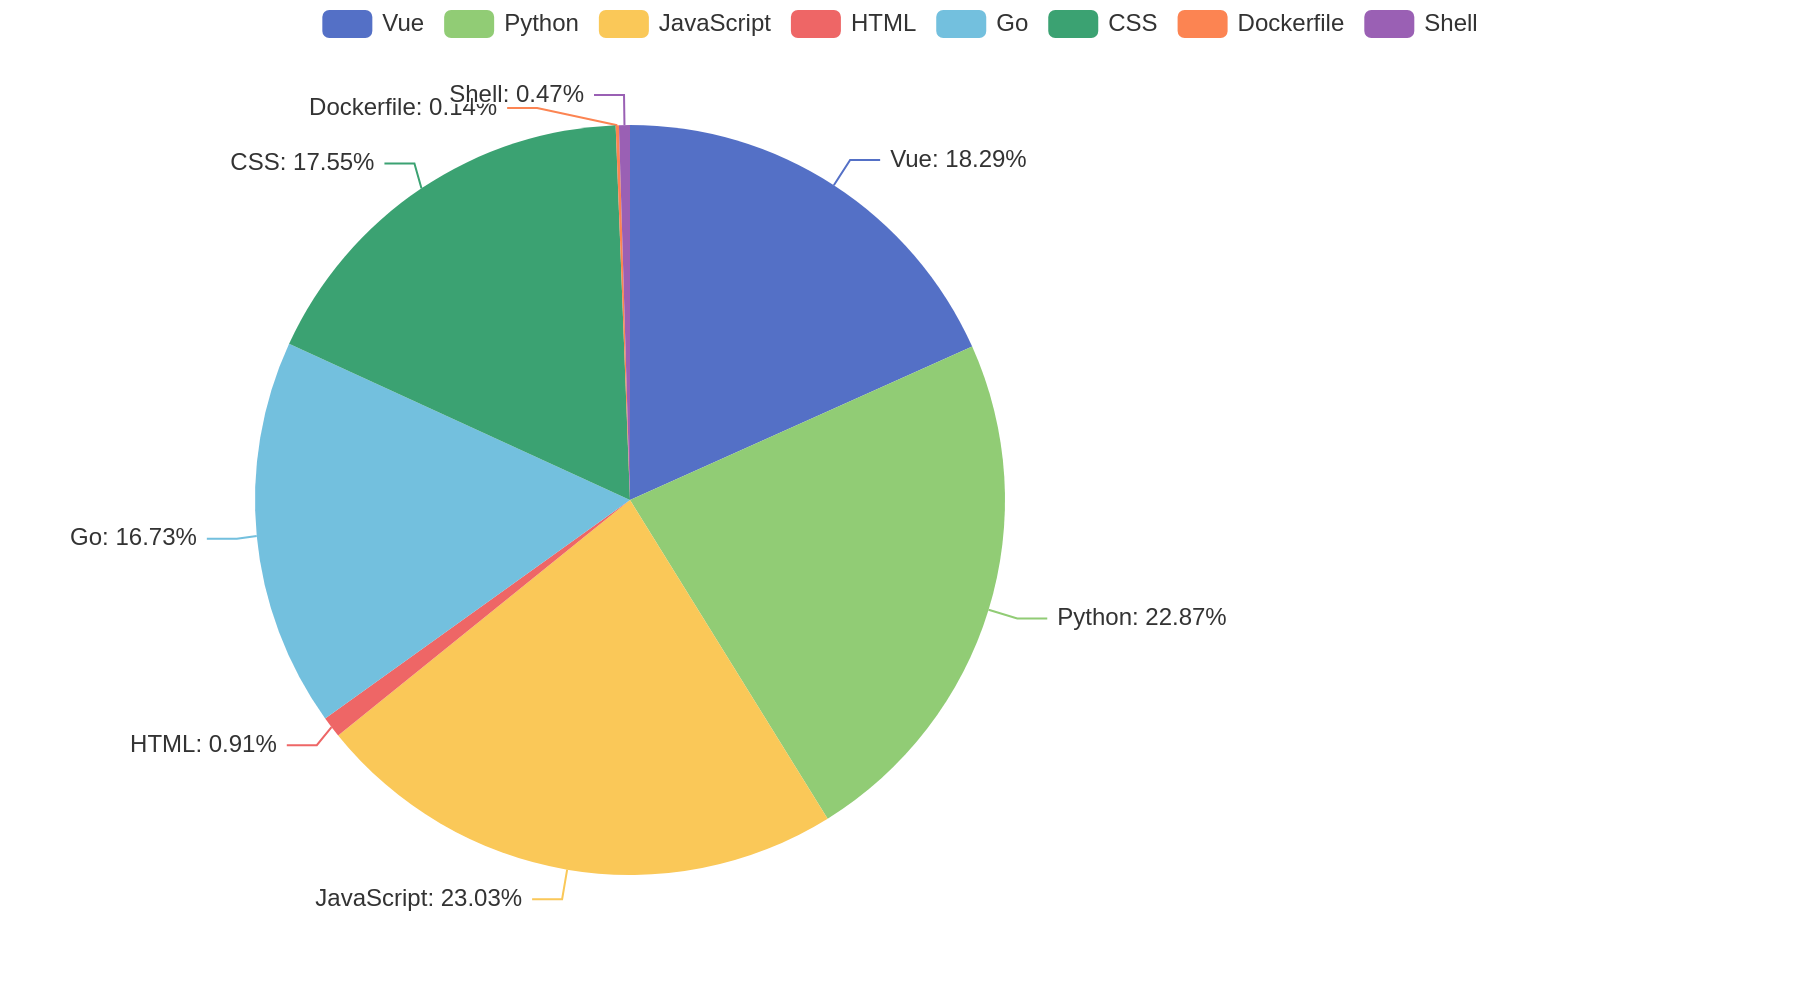 Vue Python JavaScript HTML Go CSS Dockerfile Shell
Shell: 0.47%
Dockerfile: 0.14%
CSS: 17.55%
Vue: 18.29%
Go: 16.73%
Python: 22.87%
HTML: 0.91%
JavaScript: 23.03%